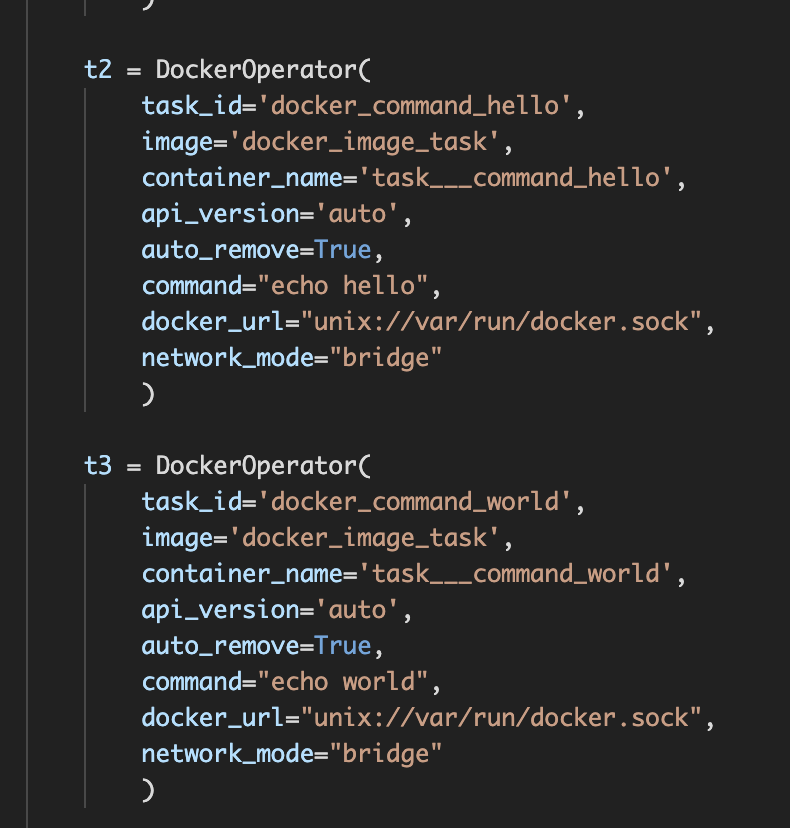 )
t2 = DockerOperator(
task_id='docker_command_hello',
image='docker_image_task',
container_name='task___command_hello',
api_version='auto',
auto_remove=True,
command="echo hello",
docker_url="unix://var/run/docker.sock",
network_mode="bridge"
)
t3 = DockerOperator(
task_id='docker_command_world',
image='docker_image_task',
container_name='task___command_world',
api_version='auto',
auto_remove=True,
command="echo world",
docker_url="unix://var/run/docker.sock",
network_mode="bridge"
)